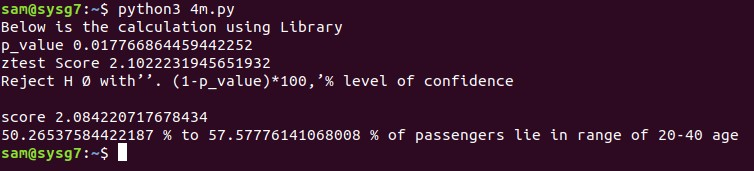 sam@sysg7:~$ python3 4m.py
Below is the calculation using Library
p_value 0.017766864459442252
ztest Score 2.1022231945651932
Reject H Ø with’’. (1-p_value)*100,’% level of confidence
score 2.084220717678434
50.26537584422187 % to 57.57776141068008 % of passengers lie in range of 20-40 age
sam@sysg7:~$